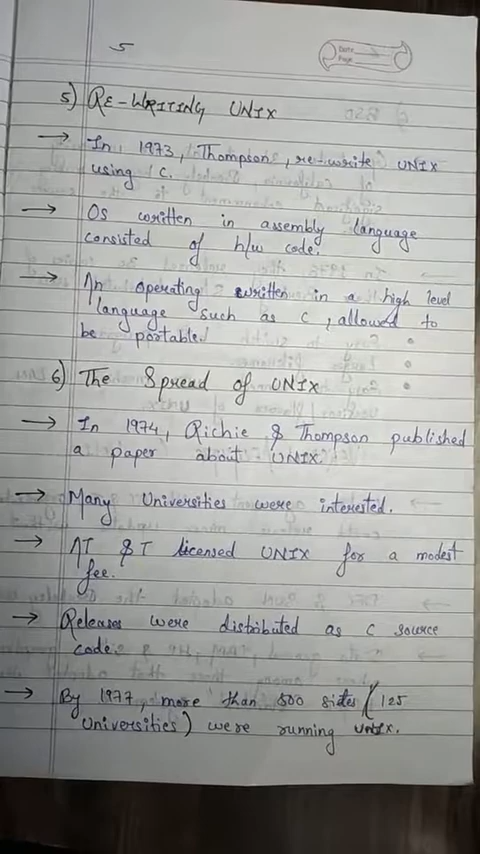 5
Date
Page
5) RE-WRITING UNIX
→ In 1973, Thompson, re-write UNIX
using C.
→ OS written in assembly language
consisted of h/w code.
→ An operating written in a high level
language such as C, allowed to
be portable.
6) The Spread of UNIX
→ In 1974, Richie & Thompson published
a paper about UNIX.
→ Many Universities were interested.
→ AT & T licensed UNIX for a modest
fee.
→ Releases were distributed as C source
code.
→ By 1977, more than 500 sides (125
Universities) were running UNIX.